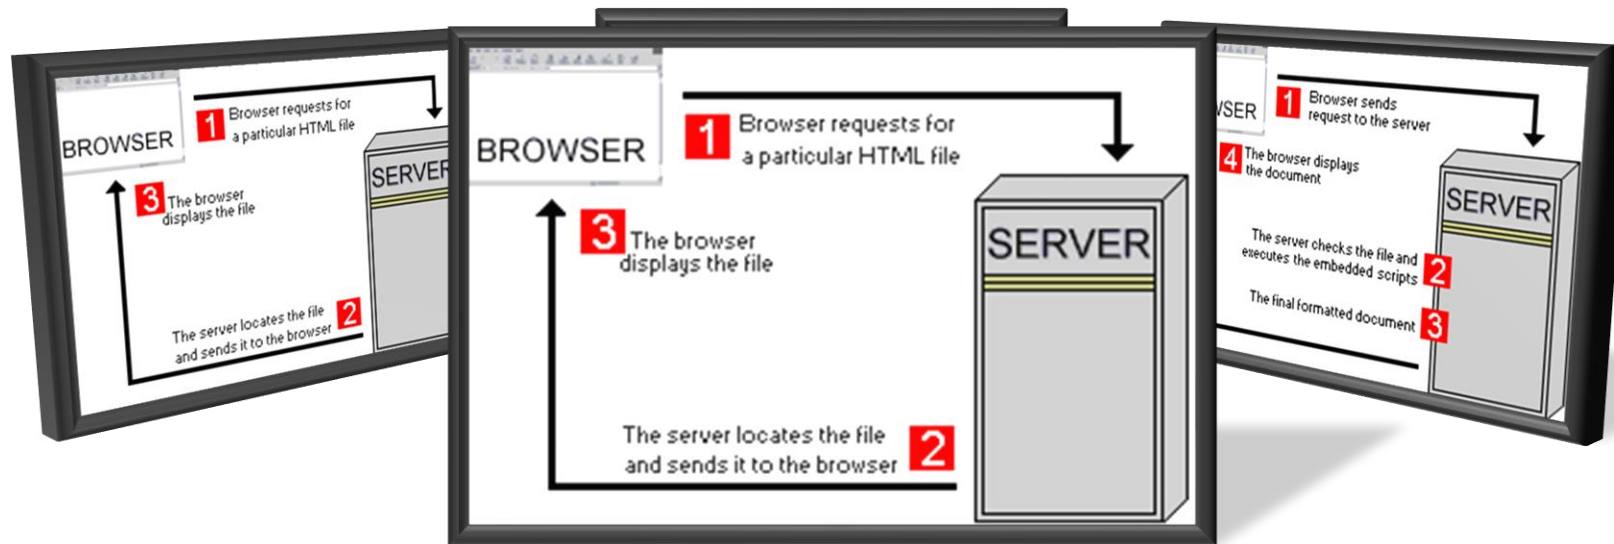 BROWSER
1 Browser requests for
a particular HTML file
SERVER
3 The browser
displays the file
The server locates the file 2
and sends it to the browser
BROWSER
1 Browser requests for
a particular HTML file
SERVER
3 The browser
displays the file
The server locates the file 2
and sends it to the browser
1 Browser sends
request to the server
4 The browser displays
the document
SERVER
The server checks the file and
executes the embedded scripts 2
The final formatted document 3